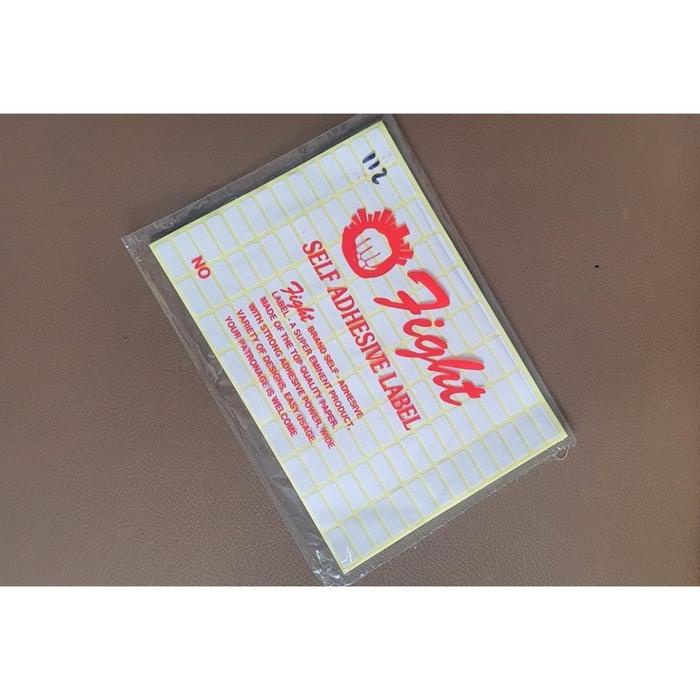 112
Fight
SELF ADHESIVE LABEL
Fight BRAND SELF - ADHESIVE
LABEL - A SUPER EMINENT PRODUCT,
MADE OF THE TOP QUALITY PAPER.
WITH STRONG ADHESIVE POWER, WIDE
VARIETY OF DESIGNS, EASY USAGE.
YOUR PATRONAGE IS WELCOME
NO